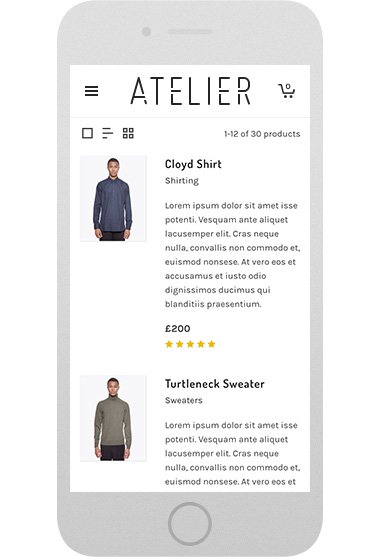 ATELIER
0
1-12 of 30 products
Cloyd Shirt
Shirting
Lorem ipsum dolor sit amet lorem
potenti. Vesquam ante aliquet
lacusemper elit. Cras neque
nulla, convallis non commodo et,
euismod nonsese. At vero eos et
accusamus et iusto odio
dignissimos ducimus qui
blanditiis praesentium.
£200
Turtleneck Sweater
Sweaters
Lorem ipsum dolor sit amet lorem
potenti. Vesquam ante aliquet
lacusemper elit. Cras neque
nulla, convallis non commodo et,
euismod nonsese. At vero eos et